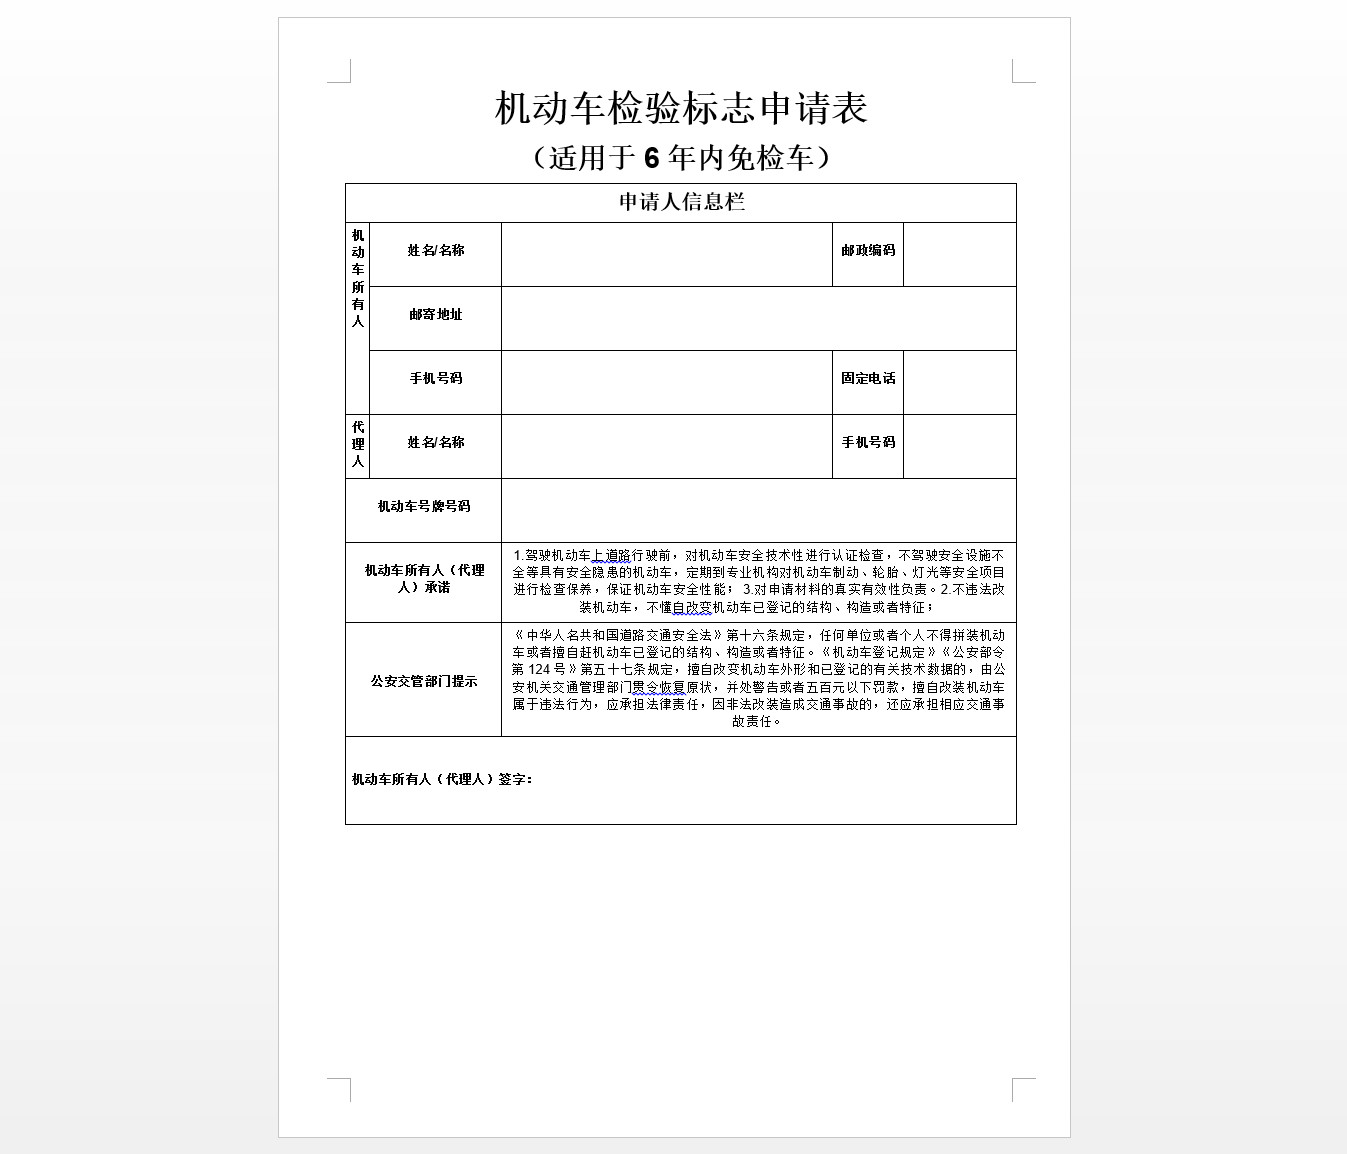 机动车检验标志申请表
（适用于 6 年内免检车）
申请人信息栏
机动车所有人
姓名/名称
邮政编码
邮寄地址
手机号码
固定电话
代理人
姓名/名称
手机号码
机动车号牌号码
机动车所有人（代理
人）承诺
1.驾驶机动车上道路行驶前，对机动车安全技术性进行认证检查，不驾驶安全设施不
全等具有安全隐患的机动车，定期到专业机构对机动车制动、轮胎、灯光等安全项目
进行检查保养，保证机动车安全性能； 3.对申请材料的真实有效性负责。2.不违法改
装机动车，不懂自改变机动车已登记的结构、构造或者特征；
公安交管部门提示
《中华人名共和国道路交通安全法》第十六条规定，任何单位或者个人不得拼装机动
车或者擅自赶机动车已登记的结构、构造或者特征。《机动车登记规定》《公安部令
第 124 号》第五十七条规定，擅自改变机动车外形和已登记的有关技术数据的，由公
安机关交通管理部门贯令恢复原状，并处警告或者五百元以下罚款，擅自改装机动车
属于违法行为，应承担法律责任，因非法改装造成交通事故的，还应承担相应交通事
故责任。
机动车所有人（代理人）签字：